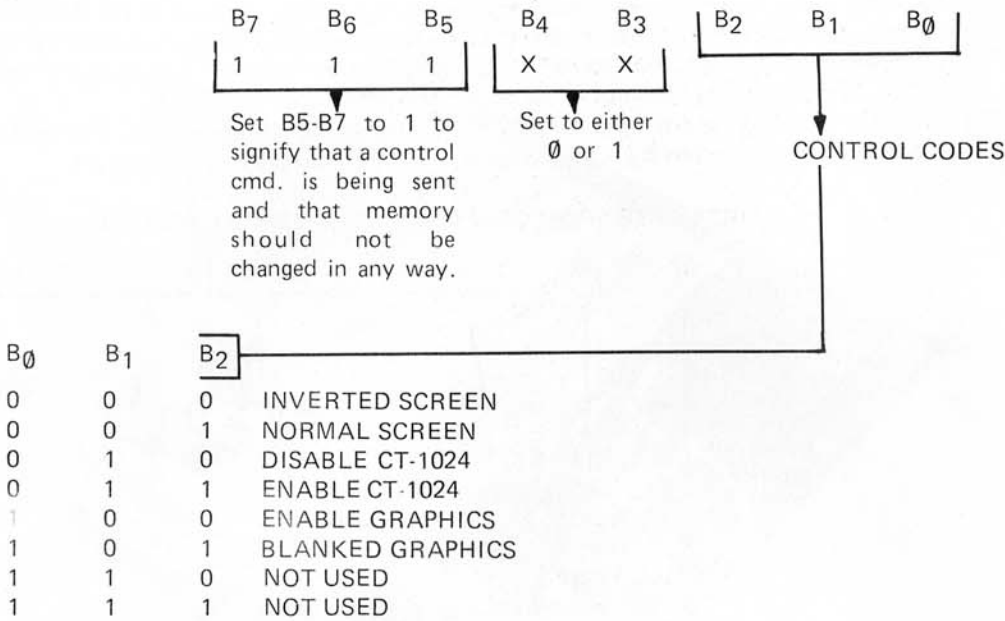 B7 B6 B5 B4 B3 B2 B1 BØ
1 1 1 X X
Set B5-B7 to 1 to
signify that a control
cmd. is being sent
and that memory
should not be
changed in any way.
Set to either
Ø or 1
CONTROL CODES
BØ B1 B2
0 0 0 INVERTED SCREEN
0 0 1 NORMAL SCREEN
0 1 0 DISABLE CT-1024
0 1 1 ENABLE CT-1024
1 0 0 ENABLE GRAPHICS
1 0 1 BLANKED GRAPHICS
1 1 0 NOT USED
1 1 1 NOT USED